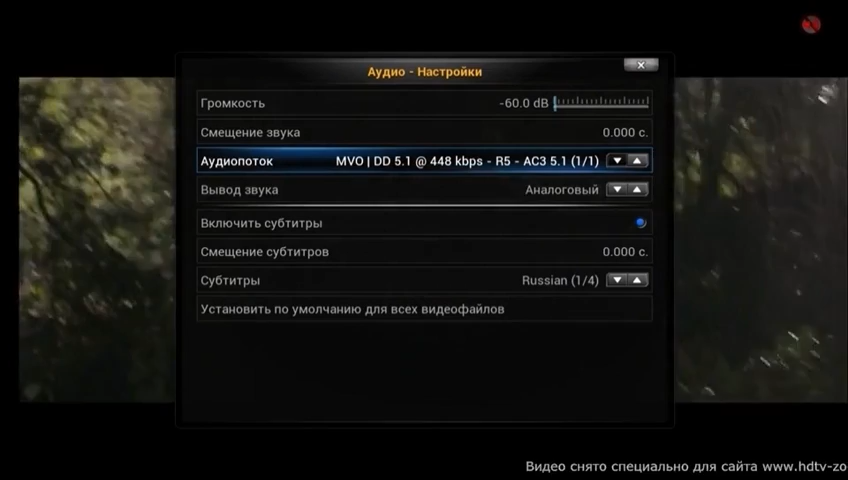 Аудио - Настройки
Громкость -60.0 dB
Смещение звука 0.000 с.
Аудиопоток MVO | DD 5.1 @ 448 kbps - R5 - AC3 5.1 (1/1)
Вывод звука Аналоговый
Включить субтитры
Смещение субтитров 0.000 с.
Субтитры Russian (1/4)
Установить по умолчанию для всех видеофайлов
Видео снято специально для сайта www.hdtv-zo